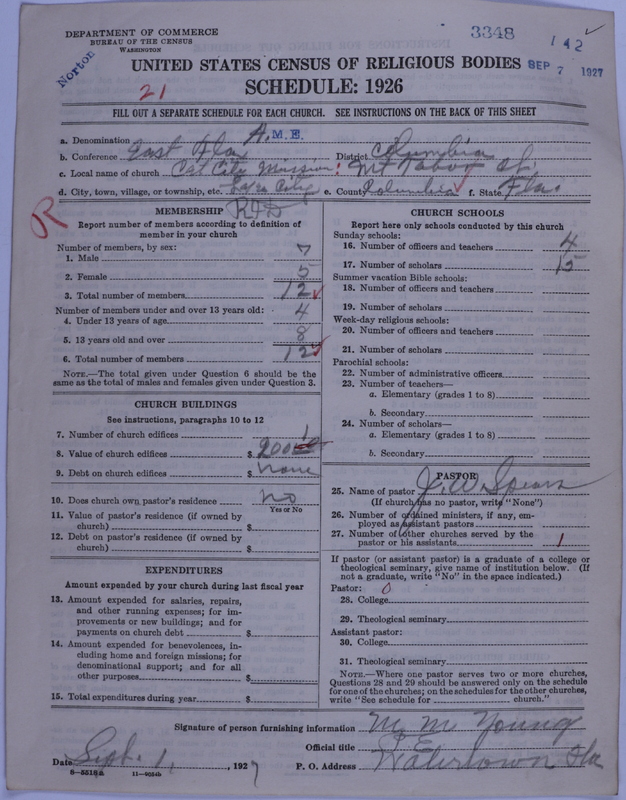 DEPARTMENT OF COMMERCE
BUREAU OF THE CENSUS
WASHINGTON
3348
142
Norton
UNITED STATES CENSUS OF RELIGIOUS BODIES
SEP 7 1927
SCHEDULE: 1926
21
FILL OUT A SEPARATE SCHEDULE FOR EACH CHURCH. SEE INSTRUCTIONS ON THE BACK OF THIS SHEET
a. Denomination A.M.E.
b. Conference East Fla District Columbia
c. Local name of church Mission Mt Tabor
d. City, town, village, or township, etc. City e. County Columbia f. State Fla.
R
RFD
MEMBERSHIP
Report number of members according to definition of
member in your church
Number of members, by sex:
1. Male 7
2. Female 5
3. Total number of members 12
Number of members under and over 13 years old:
4. Under 13 years of age 4
5. 13 years old and over 8
6. Total number of members 12
NOTE.—The total given under Question 6 should be
same as the total of males and females given under Question 3.
CHURCH BUILDINGS
See instructions, paragraphs 10 to 12
7. Number of church edifices 1
8. Value of church edifices $ 200
9. Debt on church edifices $ none
10. Does church own pastor's residence no
Yes or No
11. Value of pastor's residence (if owned by
church) $
12. Debt on pastor's residence (if owned by
church) $
EXPENDITURES
Amount expended by your church during last fiscal year
13. Amount expended for salaries, repairs,
and other running expenses; for im-
provements or new buildings; and for
payments on church debt $
14. Amount expended for benevolences, in-
cluding home and foreign missions; for
denominational support; and for all
other purposes $
15. Total expenditures during year $
CHURCH SCHOOLS
Report here only schools conducted by this church
Sunday schools:
16. Number of officers and teachers 4
17. Number of scholars 15
Summer vacation Bible schools:
18. Number of officers and teachers
19. Number of scholars
Week-day religious schools:
20. Number of officers and teachers
21. Number of scholars
Parochial schools:
22. Number of administrative officers
23. Number of teachers—
a. Elementary (grades 1 to 8)
b. Secondary
24. Number of scholars—
a. Elementary (grades 1 to 8)
b. Secondary
PASTOR
25. Name of pastor J. W. Spears
(If church has no pastor, write "None")
26. Number of ordained ministers, if any, em-
ployed as assistant pastors
27. Number of other churches served by the
pastor or his assistants 1
If pastor (or assistant pastor) is a graduate of a college or
theological seminary, give name of institution below. (If
not a graduate, write "No" in the space indicated.)
Pastor: 0
28. College
29. Theological seminary
Assistant pastor:
30. College
31. Theological seminary
NOTE.—Where one pastor serves two or more churches,
Questions 28 and 29 should be answered only on the schedule
for one of the churches; on the schedules for the other churches,
write "See schedule for church."
Signature of person furnishing information M. M. Young
Official title
Date Sept. 1, 1927 P. O. Address Watertown Fla
8-5518a 11-9084b